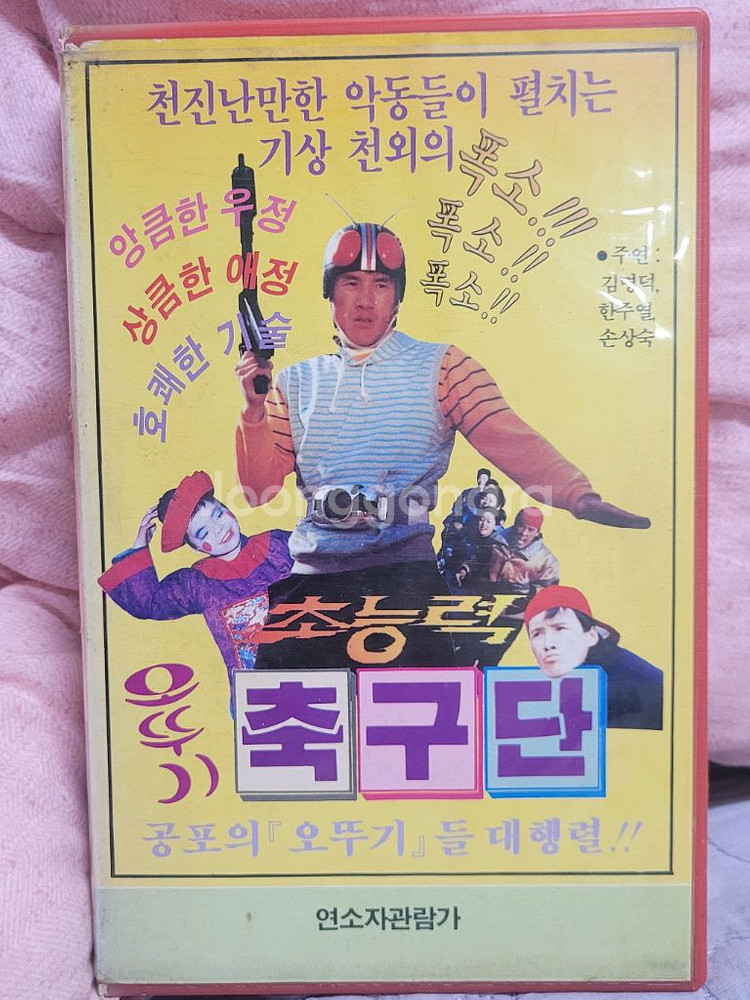 천진난만한 악동들이 펼치는
기상 천외의 폭소!!!
폭소!!
폭소!!
앙큼한 우정
상큼한 애정
호쾌한 기술
●주연:
김명덕,
한주열,
손상숙
joonggonara
초능력
오뚜기
축구단
공포의『오뚜기』들 대행렬!!
연소자관람가